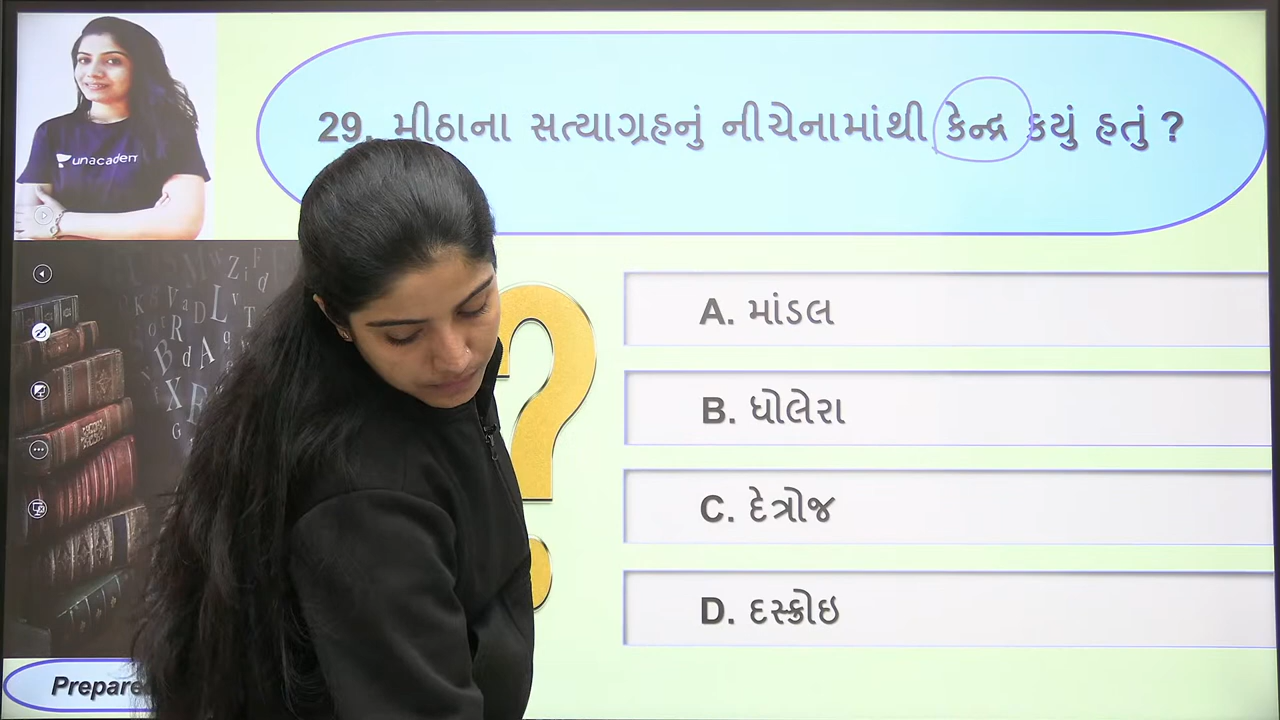 29. મીઠાના સત્યાગ્રહનું નીચેનામાંથી કેન્દ્ર કયું હતું ?
unacadem
A. માંડલ
B. ધોલેરા
C. દેત્રોજ
D. દસ્ક્રોઇ
Prepare